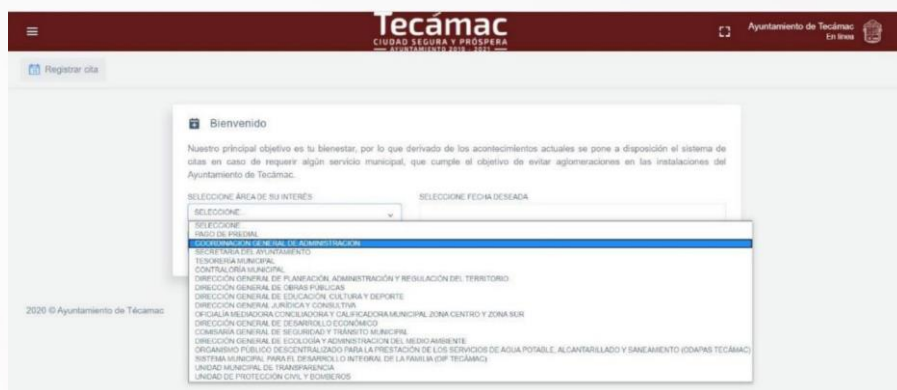 Tecámac
CIUDAD SEGURA Y PRÓSPERA
AYUNTAMIENTO 2019 - 2021
Ayuntamiento de Tecámac
En línea
Registrar cita
Bienvenido
Nuestro principal objetivo es tu bienestar, por lo que derivado de los acontecimientos actuales se pone a disposición el sistema de
citas en caso de requerir algún servicio municipal, que cumple el objetivo de evitar aglomeraciones en las instalaciones del
Ayuntamiento de Tecámac.
SELECCIONE ÁREA DE SU INTERÉS
SELECCIONE FECHA DESEADA
SELECCIONE..
SELECCIONE..
PAGO DE PREDIAL
COORDINACIÓN GENERAL DE ADMINISTRACIÓN
SECRETARÍA DEL AYUNTAMIENTO
TESORERÍA MUNICIPAL
CONTRALORÍA MUNICIPAL
DIRECCIÓN GENERAL DE PLANEACIÓN, ADMINISTRACIÓN Y REGULACIÓN DEL TERRITORIO
DIRECCIÓN GENERAL DE OBRAS PÚBLICAS
DIRECCIÓN GENERAL DE EDUCACIÓN, CULTURA Y DEPORTE
DIRECCIÓN GENERAL JURÍDICA Y CONSULTIVA
OFICIALÍA MEDIADORA CONCILIADORA Y CALIFICADORA MUNICIPAL ZONA CENTRO Y ZONA SUR
DIRECCIÓN GENERAL DE DESARROLLO ECONÓMICO
COMISARÍA GENERAL DE SEGURIDAD Y TRÁNSITO MUNICIPAL
DIRECCIÓN GENERAL DE ECOLOGÍA Y ADMINISTRACIÓN DEL MEDIO AMBIENTE
ORGANISMO PÚBLICO DESCENTRALIZADO PARA LA PRESTACIÓN DE LOS SERVICIOS DE AGUA POTABLE, ALCANTARILLADO Y SANEAMIENTO (ODAPAS TECÁMAC)
SISTEMA MUNICIPAL PARA EL DESARROLLO INTEGRAL DE LA FAMILIA (DIF TECÁMAC)
UNIDAD MUNICIPAL DE TRANSPARENCIA
UNIDAD DE PROTECCIÓN CIVIL Y BOMBEROS
2020 © Ayuntamiento de Técamac